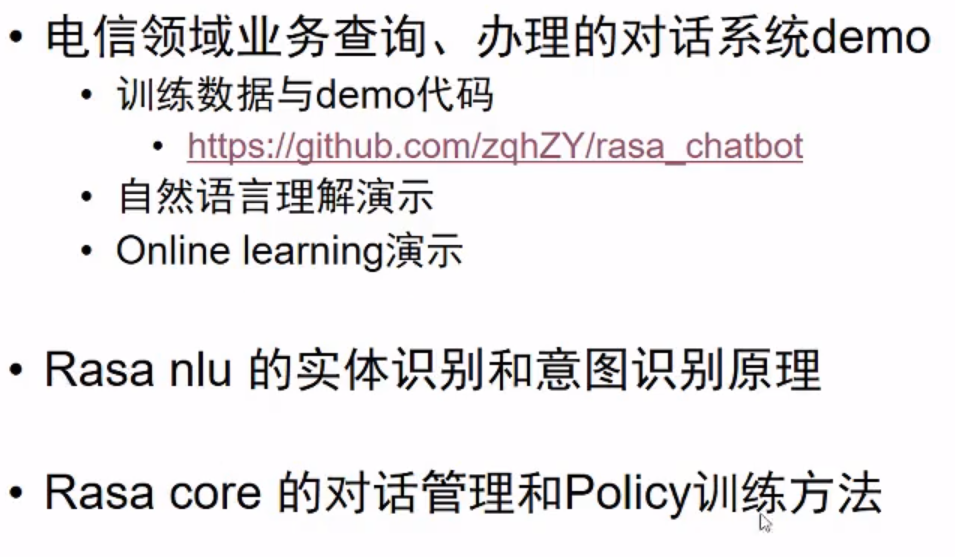 • 电信领域业务查询、办理的对话系统demo
• 训练数据与demo代码
• https://github.com/zqhZY/rasa_chatbot
• 自然语言理解演示
• Online learning演示
• Rasa nlu 的实体识别和意图识别原理
• Rasa core 的对话管理和Policy训练方法